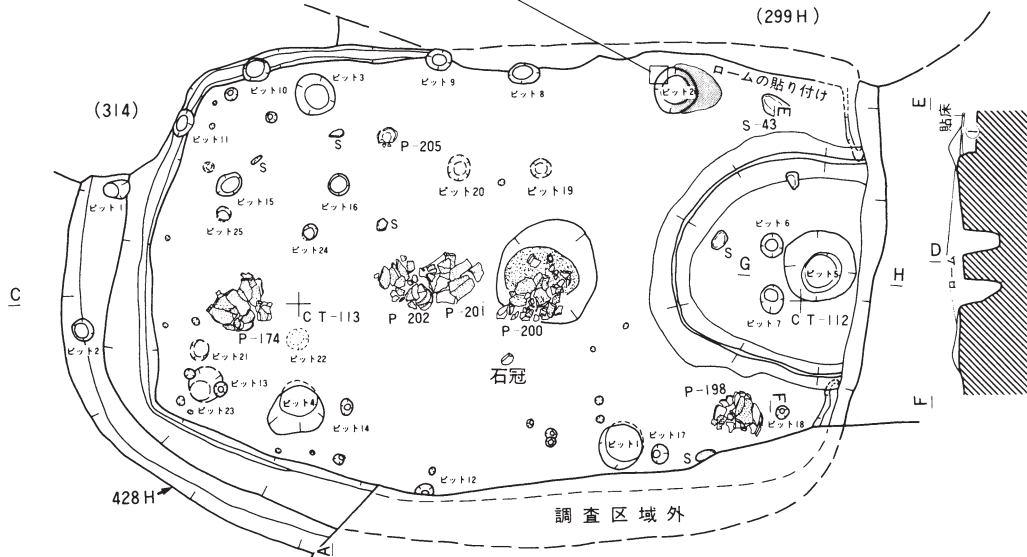 (299H)
ピット3
ピット9
ピット10
ピット8
ピット2
ロームの貼り付け
E
貼床
(314)
E
S-43
ピット11
S
P-205
S
ピット20
ピット19
ピット1
ピット15
ピット16
ピット25
ピット24
S
ピット6
S
G
D
ローム
H
ピット5
C
ピット7
CT-112
P-174
CT-113
P 202
P-201
P-200
ピット2
ピット21
ピット22
石冠
ピット13
P-198
F
F
ピット23
ピット4
ピット14
ピット1
ピット17
ピット18
S
S
ピット12
428H
調査区域外
A